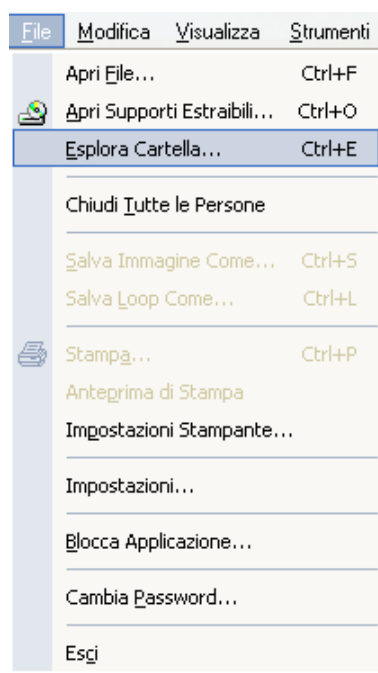 File Modifica Visualizza Strumenti
Apri File... Ctrl+F
Apri Supporti Estraibili... Ctrl+O
Esplora Cartella... Ctrl+E
Chiudi Tutte le Persone
Salva Immagine Come... Ctrl+S
Salva Loop Come... Ctrl+L
Stampa... Ctrl+P
Anteprima di Stampa
Impostazioni Stampante...
Impostazioni...
Blocca Applicazione...
Cambia Password...
Esci